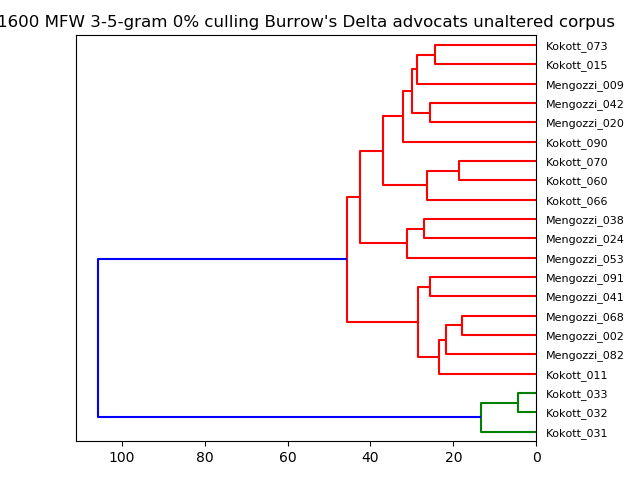 1600 MFW 3-5-gram 0% culling Burrow's Delta advocats unaltered corpus
Kokott_073
Kokott_015
Mengozzi_009
Mengozzi_042
Mengozzi_020
Kokott_090
Kokott_070
Kokott_060
Kokott_066
Mengozzi_038
Mengozzi_024
Mengozzi_053
Mengozzi_091
Mengozzi_041
Mengozzi_068
Mengozzi_002
Mengozzi_082
Kokott_011
Kokott_033
Kokott_032
Kokott_031
100 80 60 40 20 0